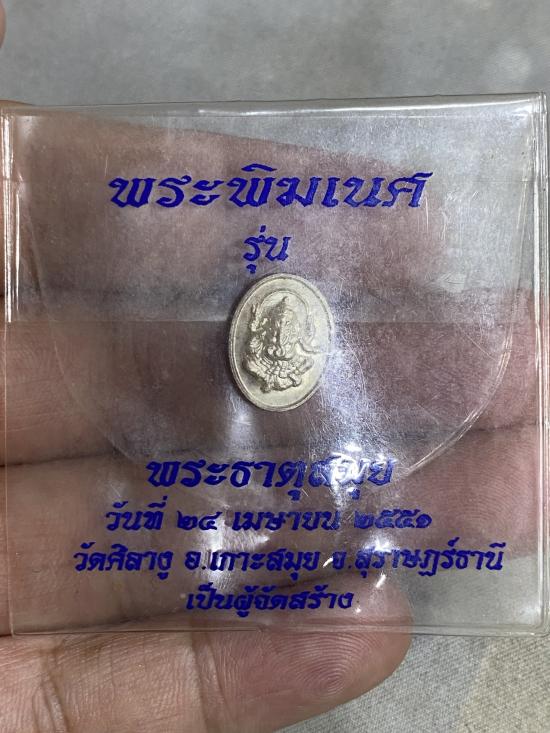 พระพิฆเนศ
รุ่น
พระธาตุสมุย
วันที่ ๒๔ เมษายน ๒๕๕๑
วัดศิลางู อ.เกาะสมุย จ.สุราษฎร์ธานี
เป็นผู้จัดสร้าง